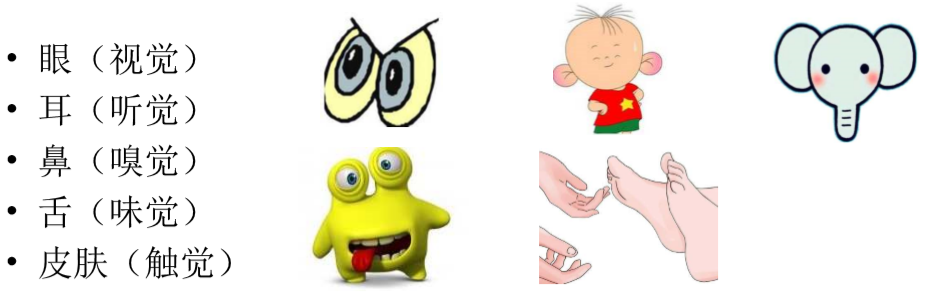 • 眼（视觉）
• 耳（听觉）
• 鼻（嗅觉）
• 舌（味觉）
• 皮肤（触觉）